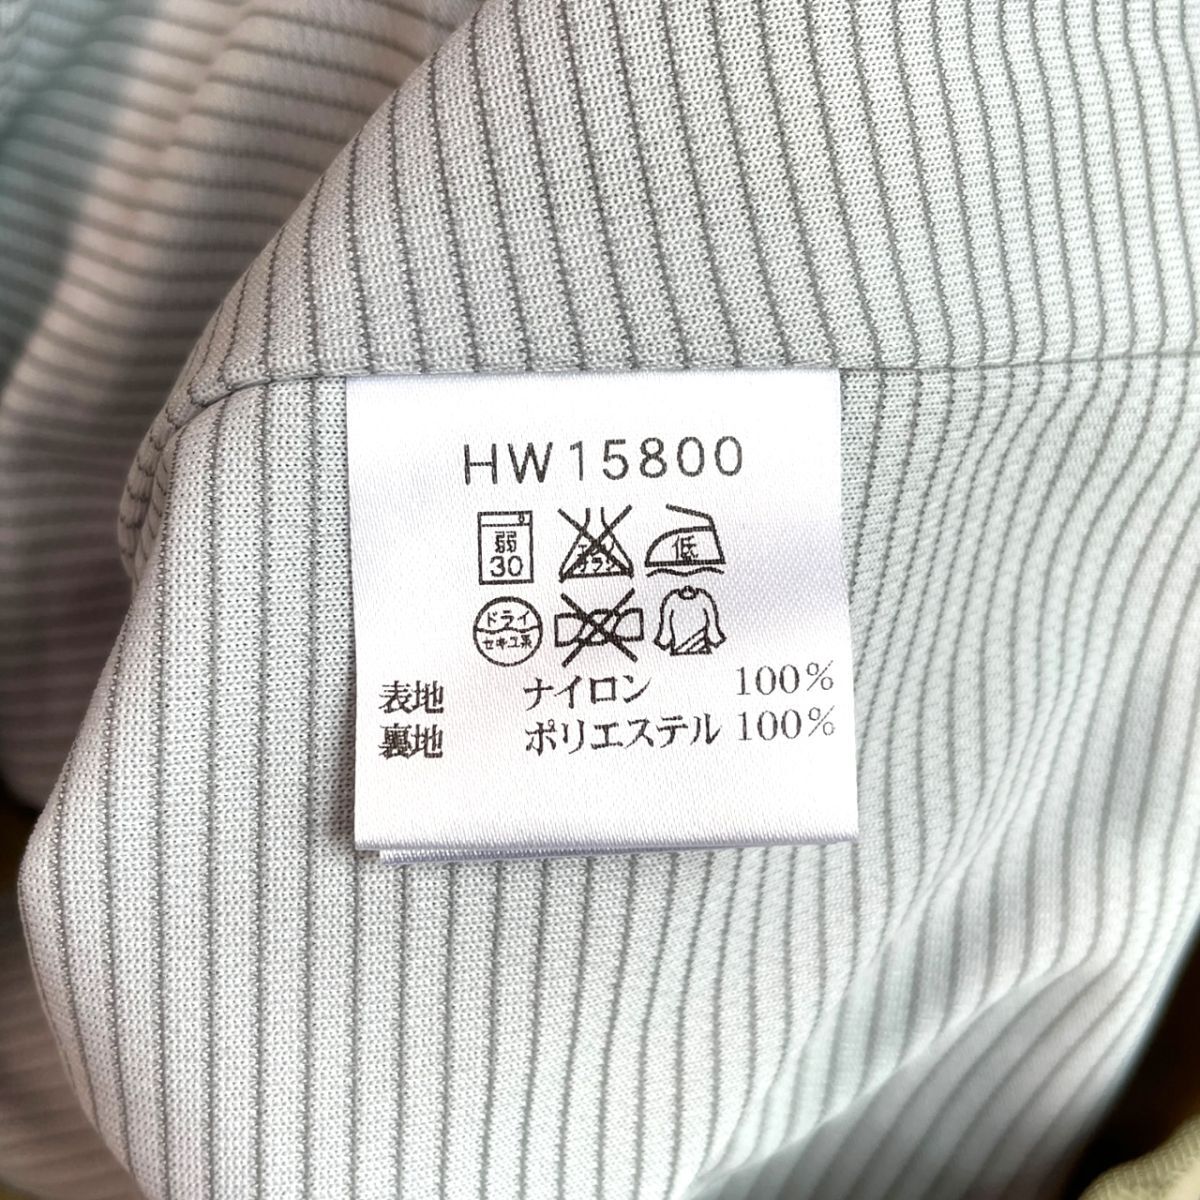 HW15800
弱
30
エンソ
サラシ
低
ドライ
セキユ系
表地 ナイロン 100%
裏地 ポリエステル 100%